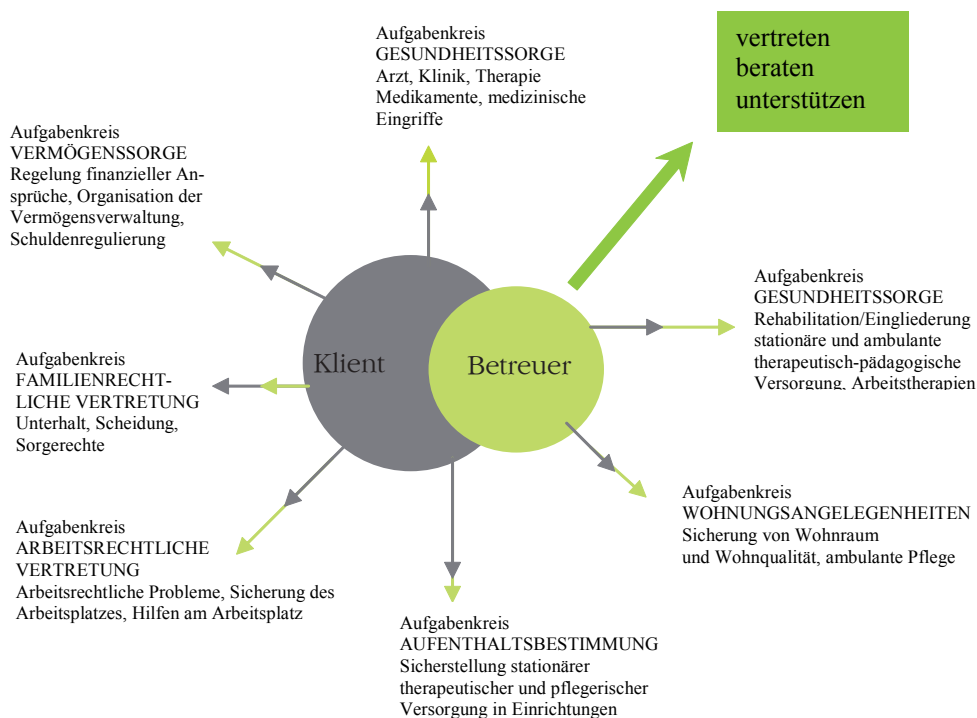 Aufgabenkreis
GESUNDHEITSSORGE
Arzt, Klinik, Therapie
Medikamente, medizinische
Eingriffe
vertreten
beraten
unterstützen
Aufgabenkreis
VERMÖGENSSORGE
Regelung finanzieller An-
sprüche, Organisation der
Vermögensverwaltung,
Schuldenregulierung
Aufgabenkreis
GESUNDHEITSSORGE
Rehabilitation/Eingliederung
stationäre und ambulante
therapeutisch-pädagogische
Versorgung, Arbeitstherapien
Klient
Betreuer
Aufgabenkreis
FAMILIENRECHT-
LICHE VERTRETUNG
Unterhalt, Scheidung,
Sorgerechte
Aufgabenkreis
WOHNUNGSANGELEGENHEITEN
Sicherung von Wohnraum
und Wohnqualität, ambulante Pflege
Aufgabenkreis
ARBEITSRECHTLICHE
VERTRETUNG
Arbeitsrechtliche Probleme, Sicherung des
Arbeitsplatzes, Hilfen am Arbeitsplatz
Aufgabenkreis
AUFENTHALTSBESTIMMUNG
Sicherstellung stationärer
therapeutischer und pflegerischer
Versorgung in Einrichtungen